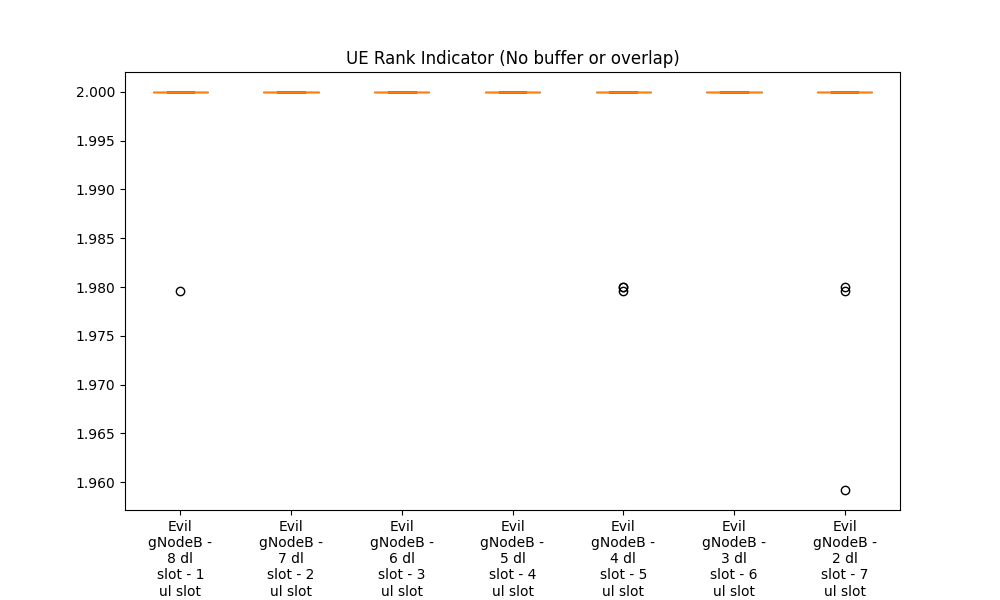 UE Rank Indicator (No buffer or overlap)
2.000
1.995
1.990
1.985
1.980
1.975
1.970
1.965
1.960
Evil
gNodeB -
8 dl
slot - 1
ul slot
Evil
gNodeB -
7 dl
slot - 2
ul slot
Evil
gNodeB -
6 dl
slot - 3
ul slot
Evil
gNodeB -
5 dl
slot - 4
ul slot
Evil
gNodeB -
4 dl
slot - 5
ul slot
Evil
gNodeB -
3 dl
slot - 6
ul slot
Evil
gNodeB -
2 dl
slot - 7
ul slot